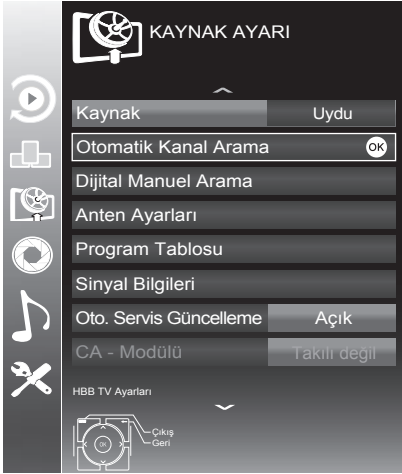 KAYNAK AYARI
Kaynak Uydu
Otomatik Kanal Arama OK
Dijital Manuel Arama
Anten Ayarları
Program Tablosu
Sinyal Bilgileri
Oto. Servis Güncelleme Açık
CA - Modülü Takılı değil
HBB TV Ayarları
Çıkış
OK Geri